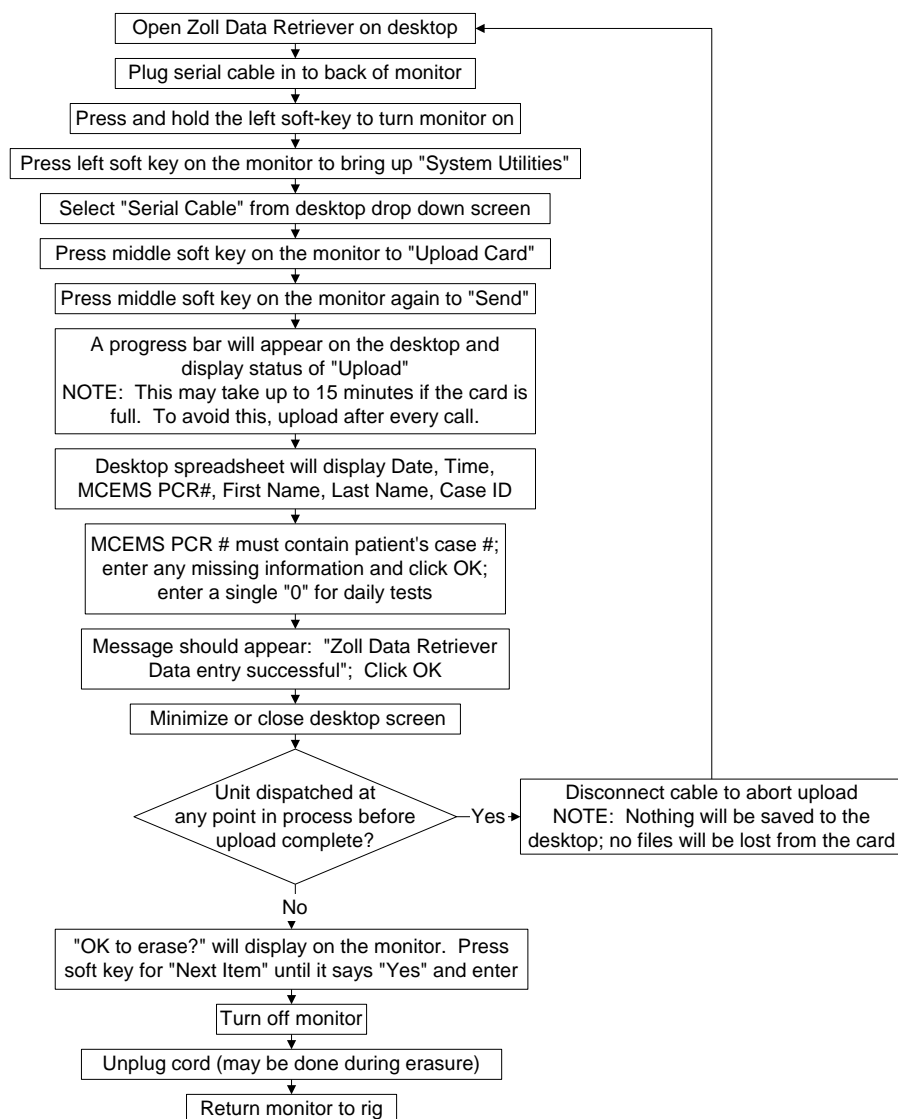 Open Zoll Data Retriever on desktop
Plug serial cable in to back of monitor
Press and hold the left soft-key to turn monitor on
Press left soft key on the monitor to bring up "System Utilities"
Select "Serial Cable" from desktop drop down screen
Press middle soft key on the monitor to "Upload Card"
Press middle soft key on the monitor again to "Send"
A progress bar will appear on the desktop and
display status of "Upload"
NOTE:  This may take up to 15 minutes if the card is
full.  To avoid this, upload after every call.
Desktop spreadsheet will display Date, Time,
MCEMS PCR#, First Name, Last Name, Case ID
MCEMS PCR # must contain patient's case #;
enter any missing information and click OK;
enter a single "0" for daily tests
Message should appear:  "Zoll Data Retriever
Data entry successful";  Click OK
Minimize or close desktop screen
Unit dispatched at
any point in process before
upload complete?
Yes
Disconnect cable to abort upload
NOTE:  Nothing will be saved to the
desktop; no files will be lost from the card
No
"OK to erase?" will display on the monitor.  Press
soft key for "Next Item" until it says "Yes" and enter
Turn off monitor
Unplug cord (may be done during erasure)
Return monitor to rig